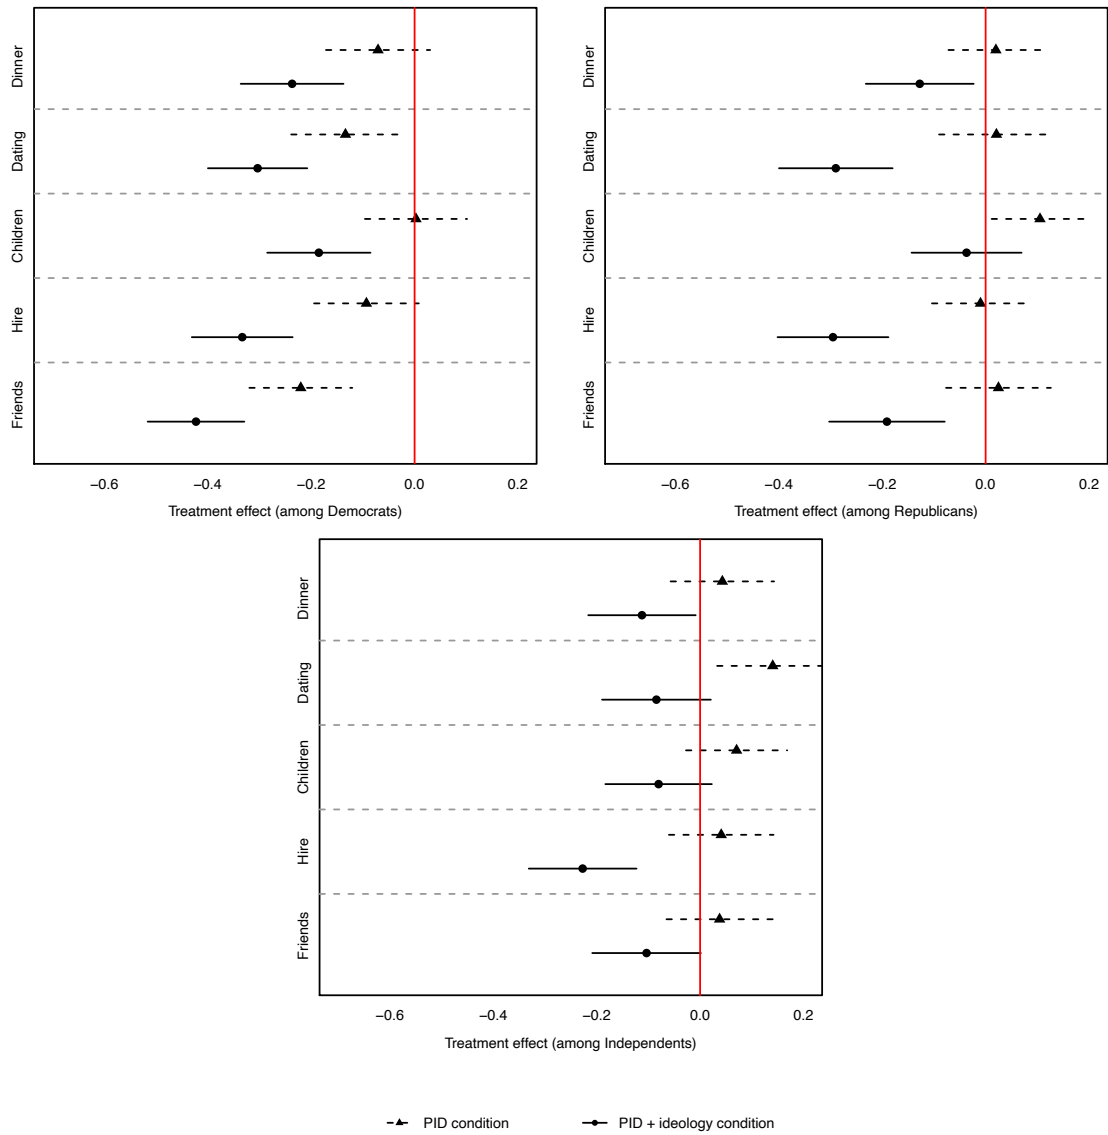 Dinner
Dating
Children
Hire
Friends
−0.6 −0.4 −0.2 0.0 0.2
Treatment effect (among Democrats)
Dinner
Dating
Children
Hire
Friends
−0.6 −0.4 −0.2 0.0 0.2
Treatment effect (among Republicans)
Dinner
Dating
Children
Hire
Friends
−0.6 −0.4 −0.2 0.0 0.2
Treatment effect (among Independents)
PID condition PID + ideology condition